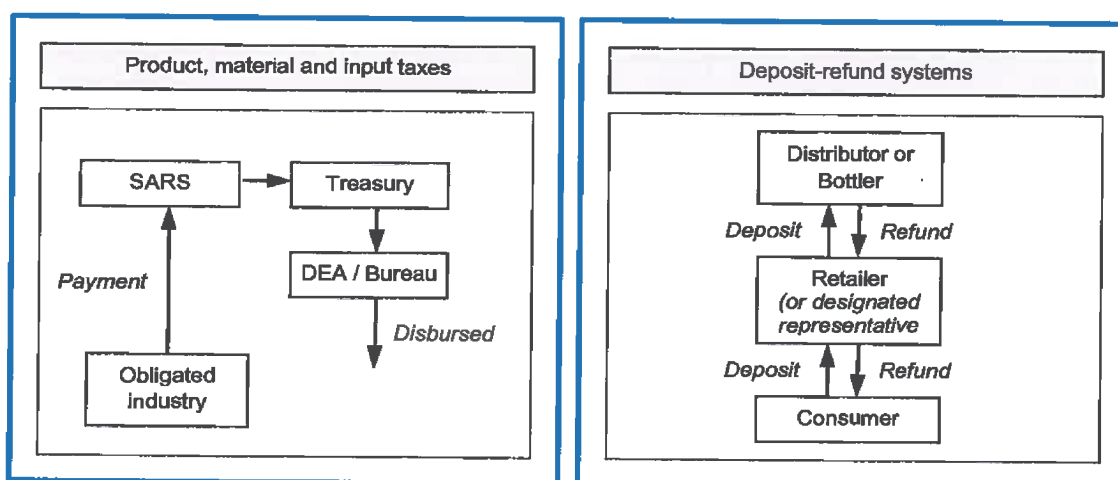 Product, material and input taxes
SARS
Treasury
Payment
DEA / Bureau
Disbursed
Obligated
industry
Deposit-refund systems
Distributor or
Bottler
Deposit
Refund
Retailer
(or designated
representative
Deposit
Refund
Consumer